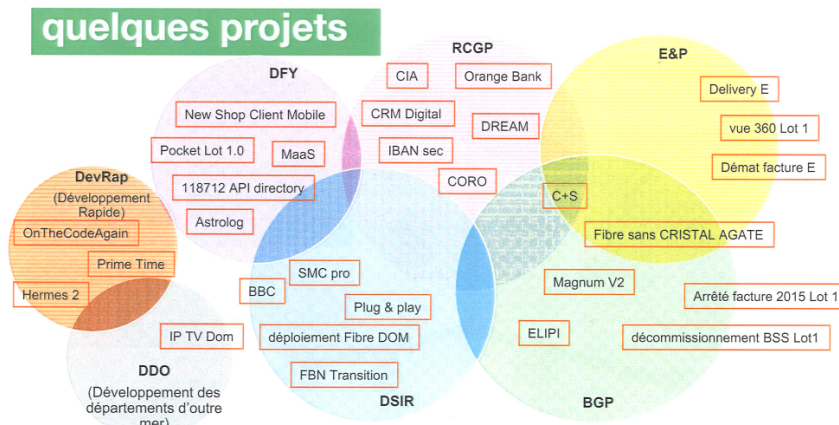 quelques projets
DFY
New Shop Client Mobile
Pocket Lot 1.0
MaaS
118712 API directory
Astrolog
RCGP
CIA
Orange Bank
CRM Digital
DREAM
IBAN sec
CORO
E&P
Delivery E
vue 360 Lot 1
Démat facture E
C+S
Fibre sans CRISTAL AGATE
DevRap
(Développement
Rapide)
OnTheCodeAgain
Prime Time
Hermes 2
IP TV Dom
DDO
(Développement des
départements d'outre
mer)
BBC
SMC pro
Plug & play
déploiement Fibre DOM
FBN Transition
DSIR
Magnum V2
Arrêté facture 2015 Lot 1
ELIPI
décommissionnement BSS Lot1
BGP